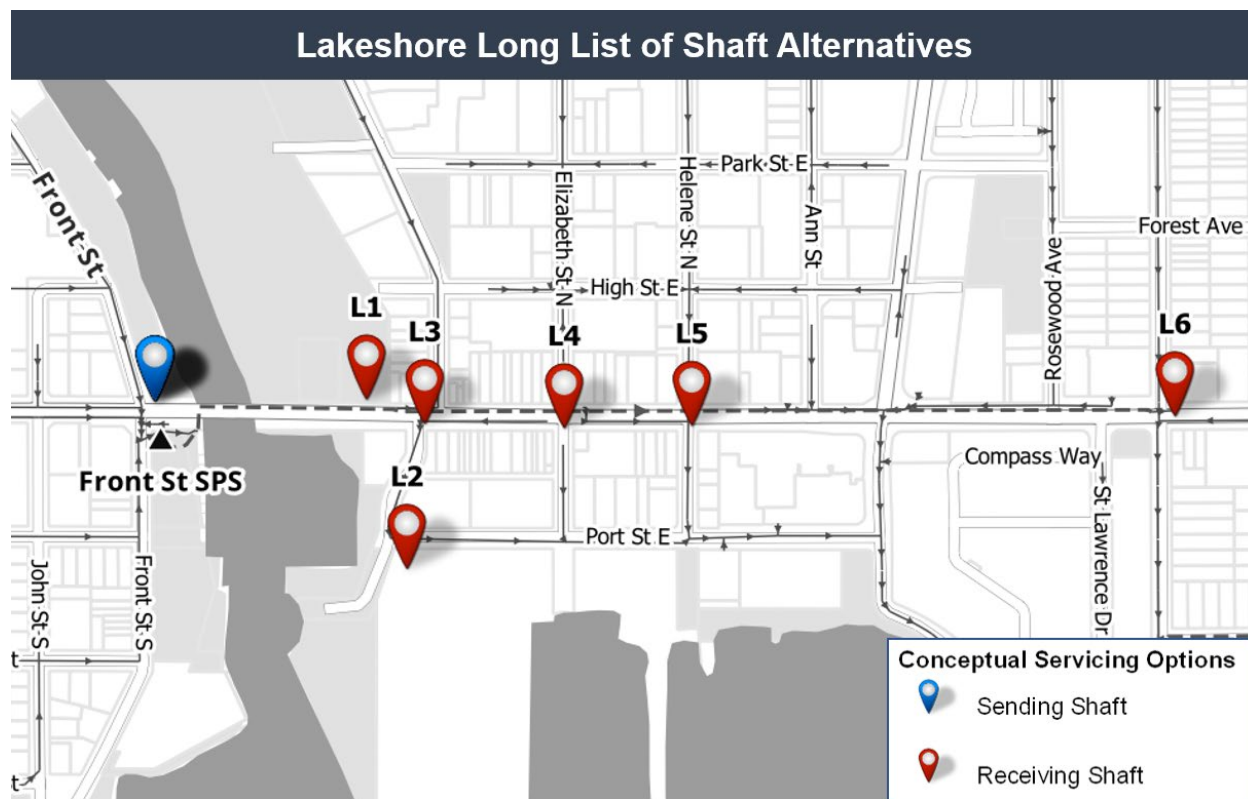 Lakeshore Long List of Shaft Alternatives
Front St
Park St E
Elizabeth St N
Helene St N
Ann St
Rosewood Ave
Forest Ave
High St E
L1
L3
L4
L5
L6
Front St SPS
L2
Compass Way
Port St E
St Lawrence Dr
John St S
Front St S
t
t
Conceptual Servicing Options
Sending Shaft
Receiving Shaft